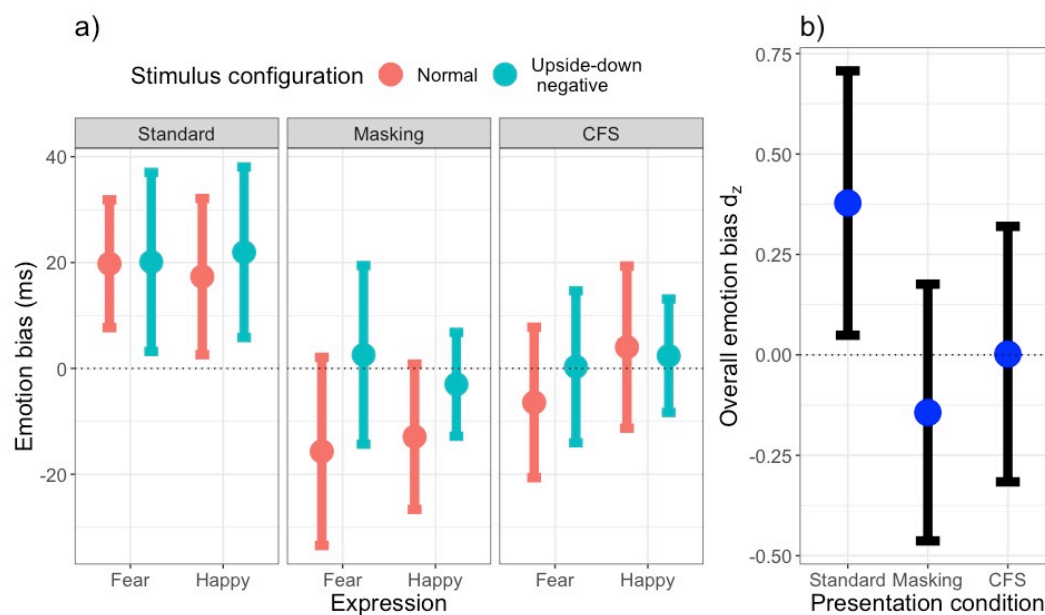 a)
Stimulus configuration Normal Upside-down negative
Standard Masking CFS
Emotion bias (ms)
40
20
0
-20
Fear Happy Fear Happy Fear Happy
Expression
b)
Overall emotion bias dz
0.75
0.50
0.25
0.00
-0.25
-0.50
Standard Masking CFS
Presentation condition